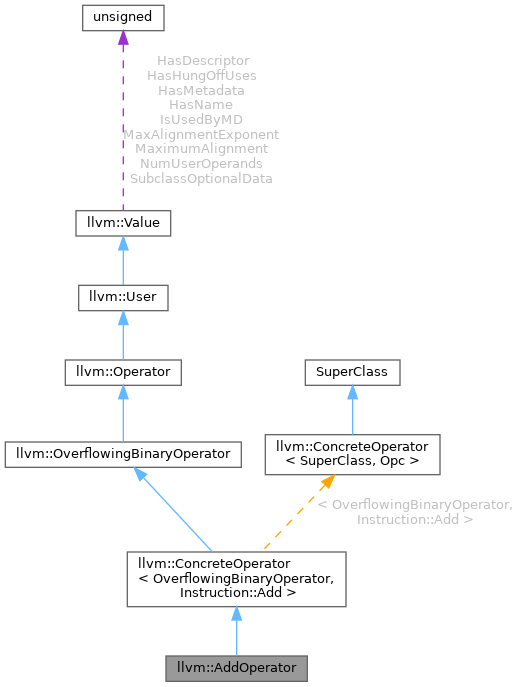 unsigned
HasDescriptor
HasHungOffUses
HasMetadata
HasName
IsUsedByMD
MaxAlignmentExponent
MaximumAlignment
NumUserOperands
SubclassOptionalData
llvm::Value
llvm::User
llvm::Operator
SuperClass
llvm::OverflowingBinaryOperator
llvm::ConcreteOperator
< SuperClass, Opc >
< OverflowingBinaryOperator,
Instruction::Add >
llvm::ConcreteOperator
< OverflowingBinaryOperator,
Instruction::Add >
llvm::AddOperator